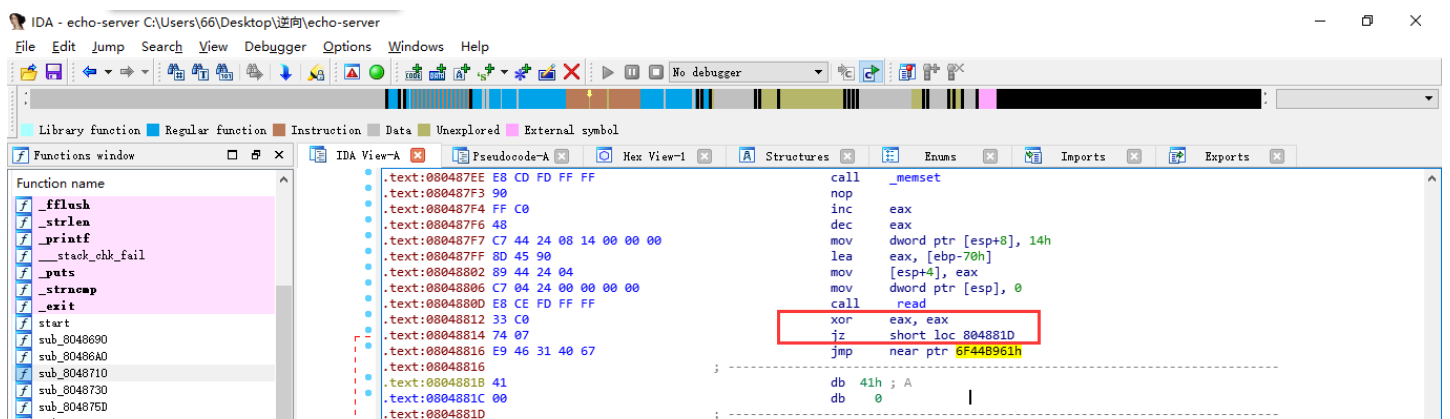 IDA - echo-server C:\Users\66\Desktop\逆向\echo-server
File Edit Jump Search View Debugger Options Windows Help
No debugger
Library function Regular function Instruction Data Unexplored External symbol
Functions window
IDA View-A Pseudocode-A Hex View-1 Structures Enums Imports Exports
Function name
_fflush
_strlen
_printf
___stack_chk_fail
_puts
_strncmp
_exit
start
sub_8048690
sub_80486A0
sub_8048710
sub_8048730
sub_804875D
.text:080487EE E8 CD FD FF FF call _memset
.text:080487F3 90 nop
.text:080487F4 FF C0 inc eax
.text:080487F6 48 dec eax
.text:080487F7 C7 44 24 08 14 00 00 00 mov dword ptr [esp+8], 14h
.text:080487FF 8D 45 90 lea eax, [ebp-70h]
.text:08048802 89 44 24 04 mov [esp+4], eax
.text:08048806 C7 04 24 00 00 00 00 mov dword ptr [esp], 0
.text:0804880D E8 CE FD FF FF call _read
.text:08048812 33 C0 xor eax, eax
.text:08048814 74 07 jz short loc_804881D
.text:08048816 E9 46 31 40 67 jmp near ptr 6F44B961h
.text:08048816 ; ---------------------------------------------------------------------------
.text:0804881B 41 db 41h ; A
.text:0804881C 00 db 0
.text:0804881D ; ---------------------------------------------------------------------------